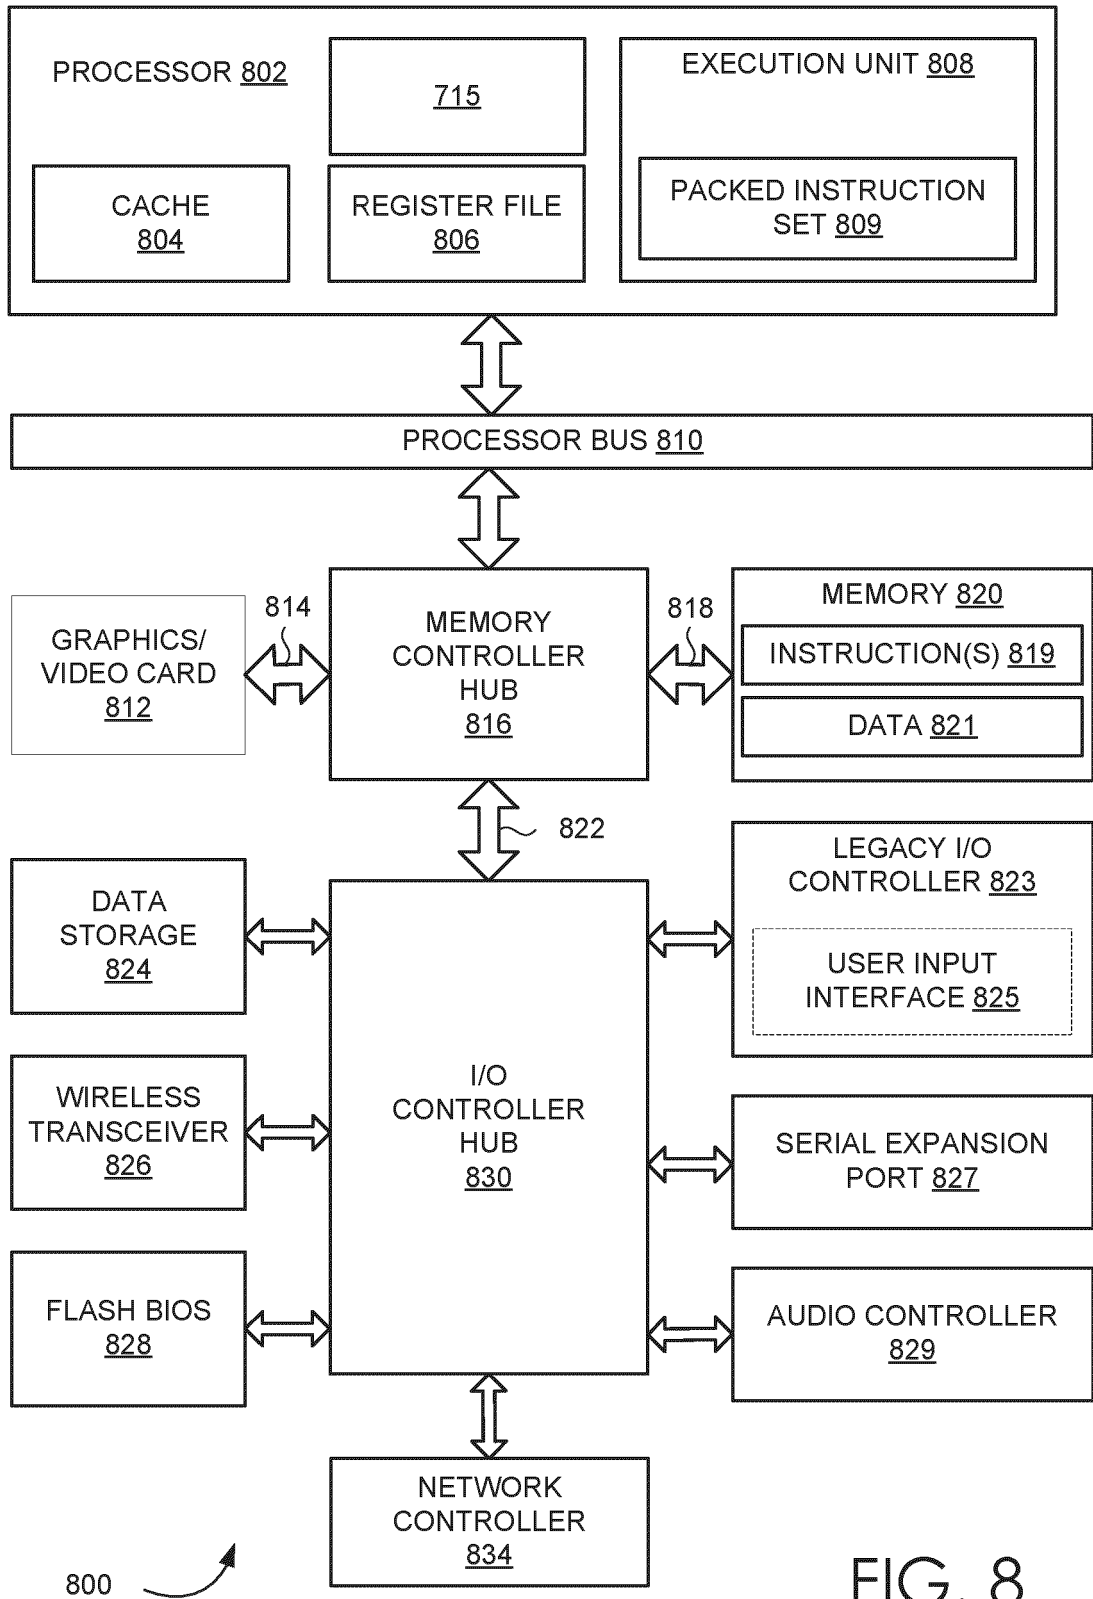 PROCESSOR 802
715
EXECUTION UNIT 808
CACHE
804
REGISTER FILE
806
PACKED INSTRUCTION
SET 809
PROCESSOR BUS 810
GRAPHICS/
VIDEO CARD
812
814
MEMORY
CONTROLLER
HUB
816
818
MEMORY 820
INSTRUCTION(S) 819
DATA 821
822
DATA
STORAGE
824
LEGACY I/O
CONTROLLER 823
USER INPUT
INTERFACE 825
WIRELESS
TRANSCEIVER
826
I/O
CONTROLLER
HUB
830
SERIAL EXPANSION
PORT 827
FLASH BIOS
828
AUDIO CONTROLLER
829
NETWORK
CONTROLLER
834
800
FIG. 8